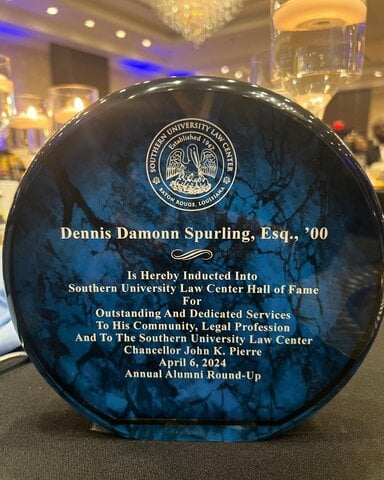 SOUTHERN UNIVERSITY LAW CENTER
Established 1947
BATON ROUGE, LOUISIANA
Dennis Damonn Spurling, Esq., ’00
Is Hereby Inducted Into
Southern University Law Center Hall of Fame
For
Outstanding And Dedicated Services
To His Community, Legal Profession
And To The Southern University Law Center
Chancellor John K. Pierre
April 6, 2024
Annual Alumni Round-Up